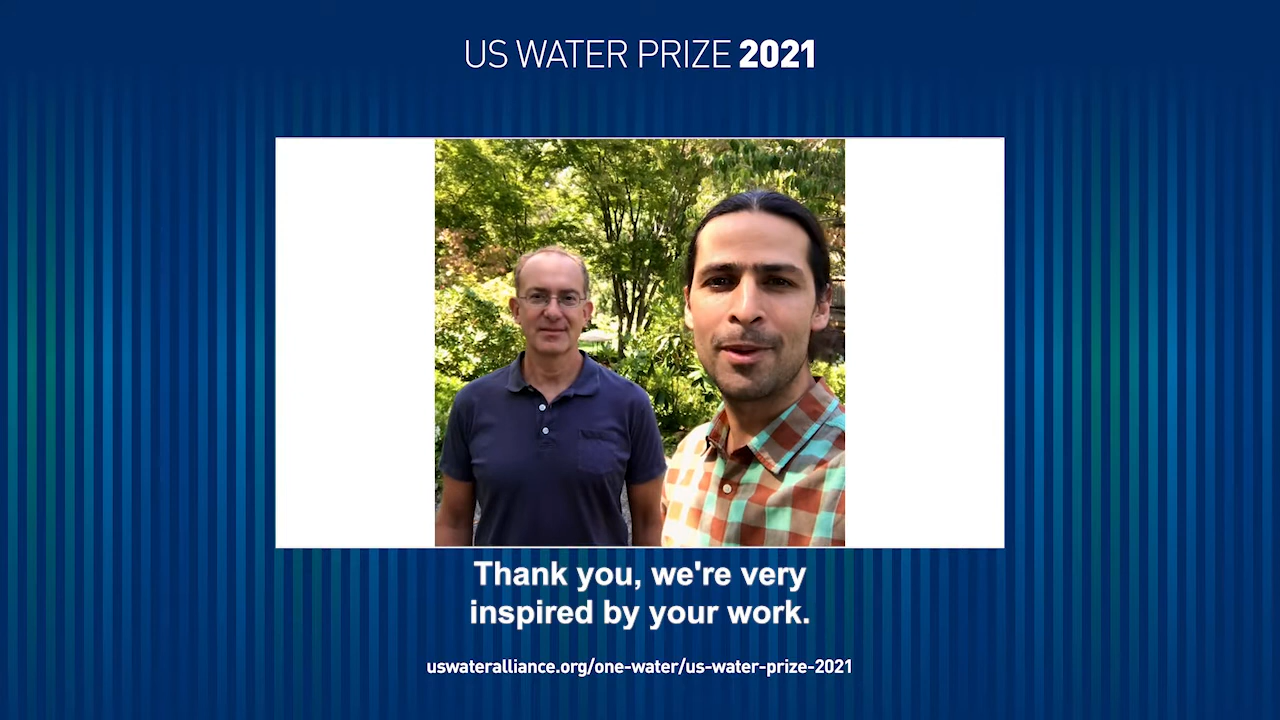 US WATER PRIZE 2021
Thank you, we're very
inspired by your work.
uswateralliance.org/one-water/us-water-prize-2021